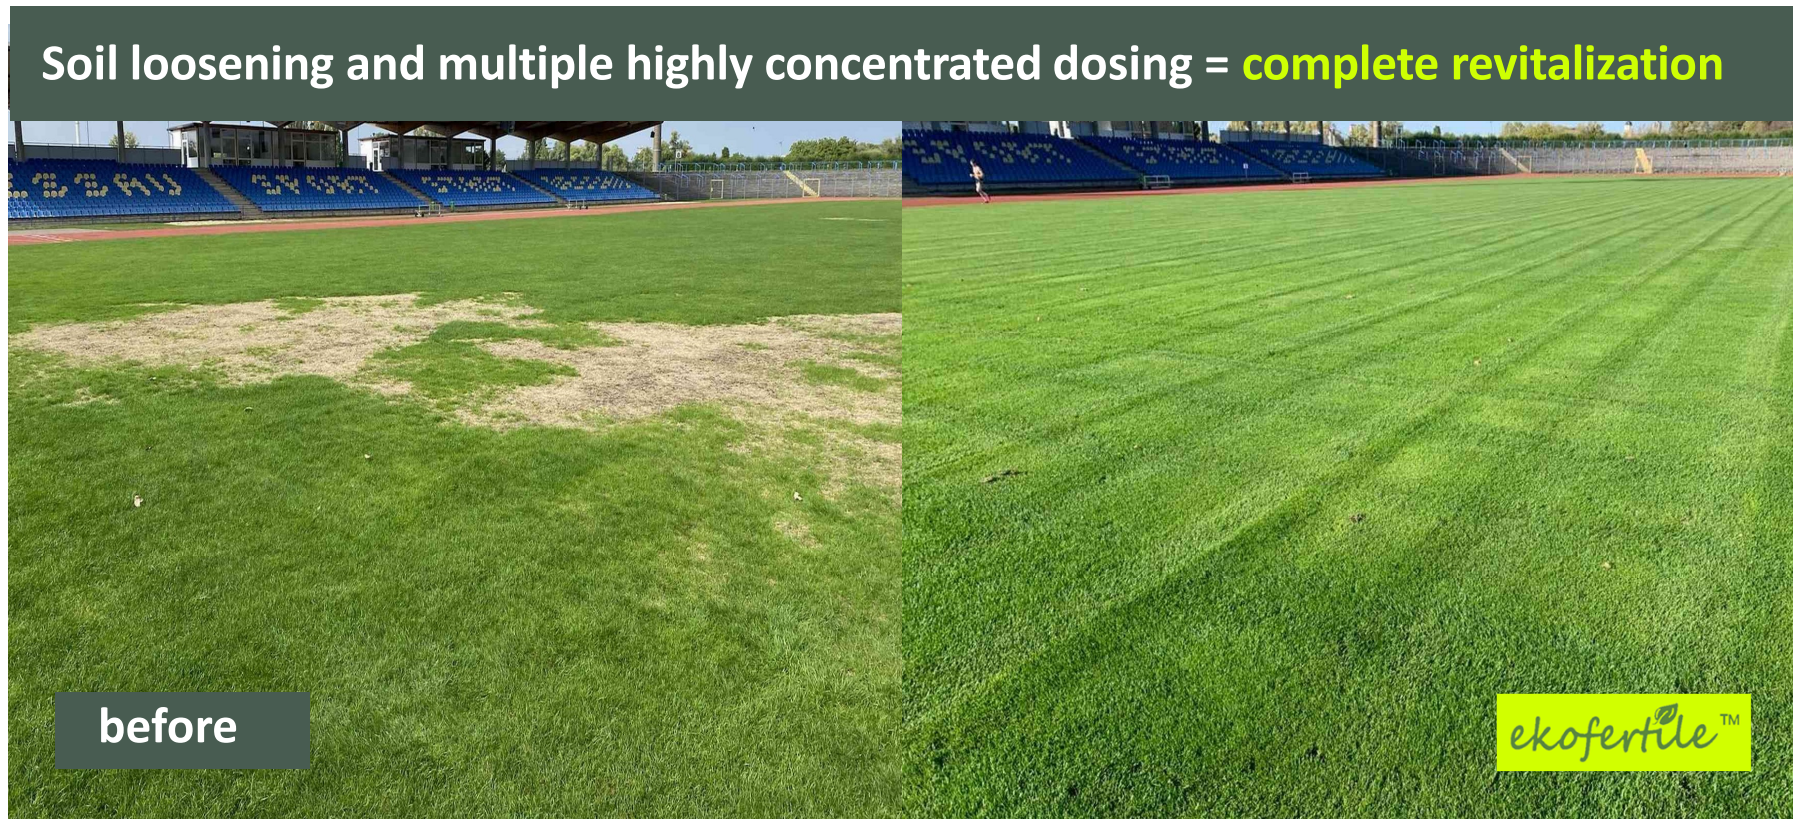 Soil loosening and multiple highly concentrated dosing = complete revitalization
before
ekofertile™